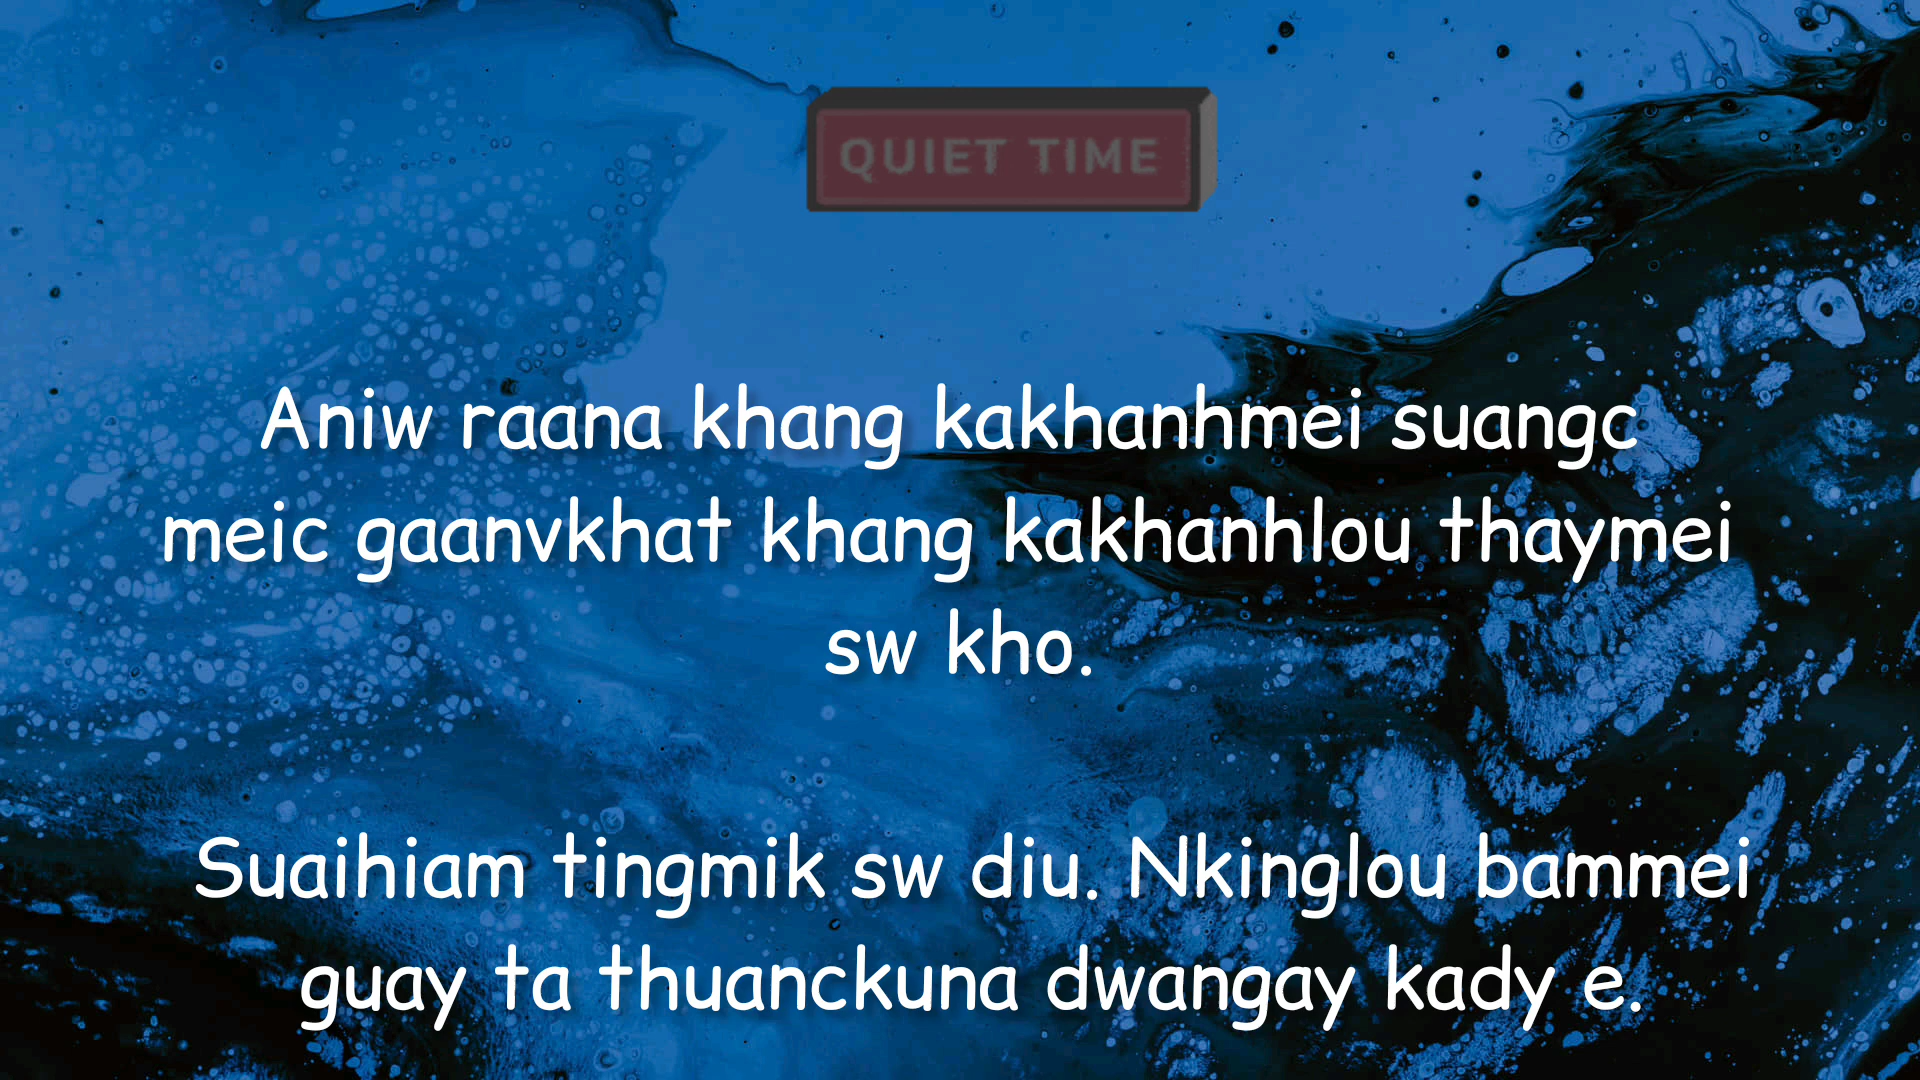 QUIET TIME
Aniw raana khang kakhanhmei suangc
meic gaanvkhat khang kakhanhlou thaymei
sw kho.
Suaihiam tingmik sw diu. Nkinglou bammei
guay ta thuanckuna dwangay kady e.